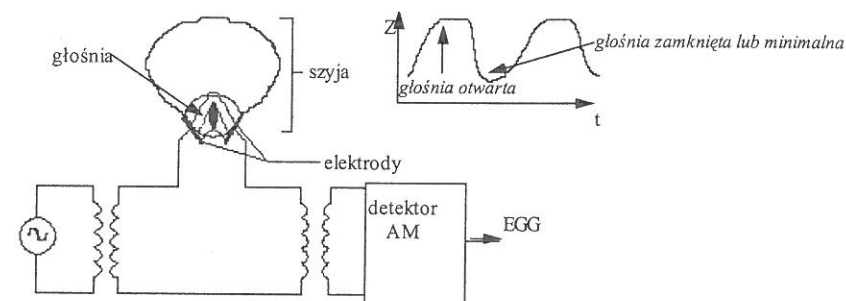 głośnia
szyja
elektrody
detektor
AM
EGG
Z
głośnia zamknięta lub minimalna
głośnia otwarta
t